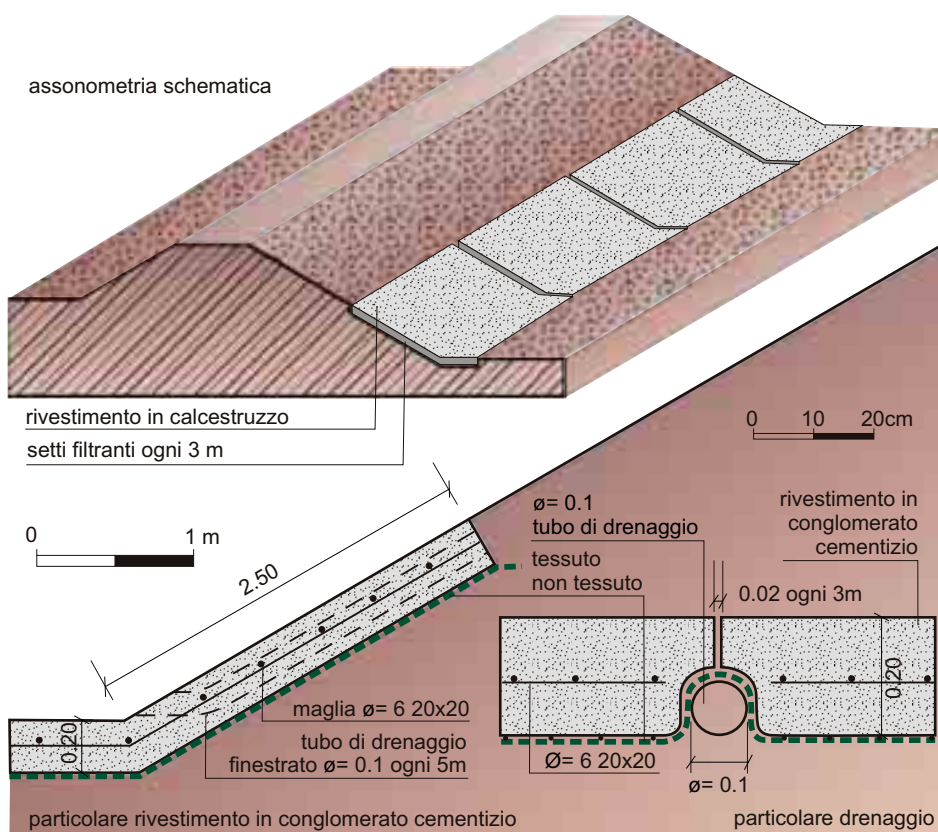 assonometria schematica
rivestimento in calcestruzzo
setti filtranti ogni 3 m
0 10 20cm
0 1 m
2.50
ø= 0.1
tubo di drenaggio
tessuto
non tessuto
rivestimento in
conglomerato
cementizio
0.02 ogni 3m
0.20
0.20
maglia ø= 6 20x20
tubo di drenaggio
finestrato ø= 0.1 ogni 5m
Ø= 6 20x20
ø= 0.1
particolare rivestimento in conglomerato cementizio
particolare drenaggio